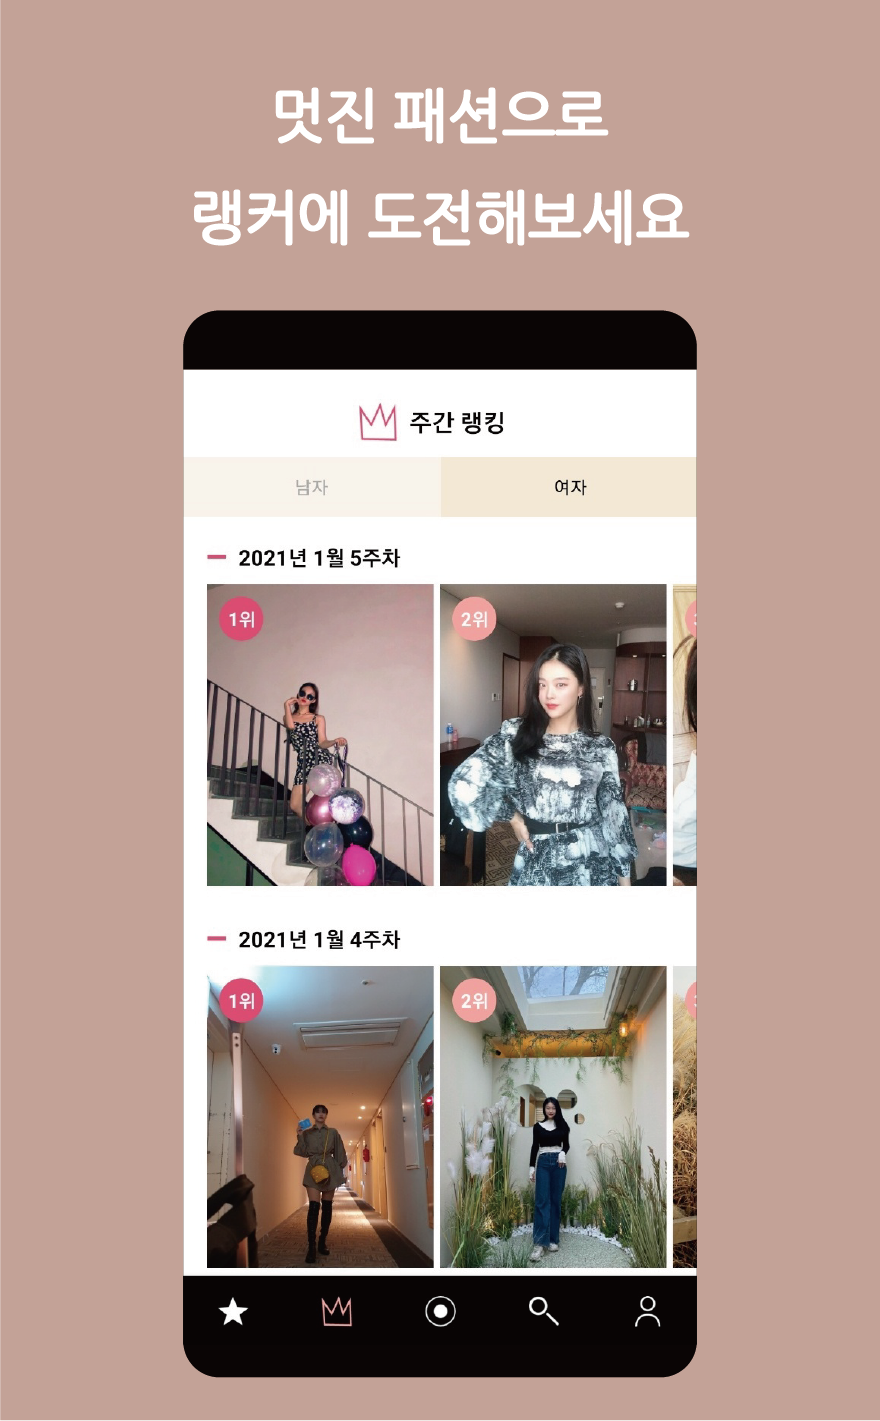 멋진 패션으로
랭커에 도전해보세요
주간 랭킹
남자
여자
2021년 1월 5주차
1위
2위
2021년 1월 4주차
1위
2위